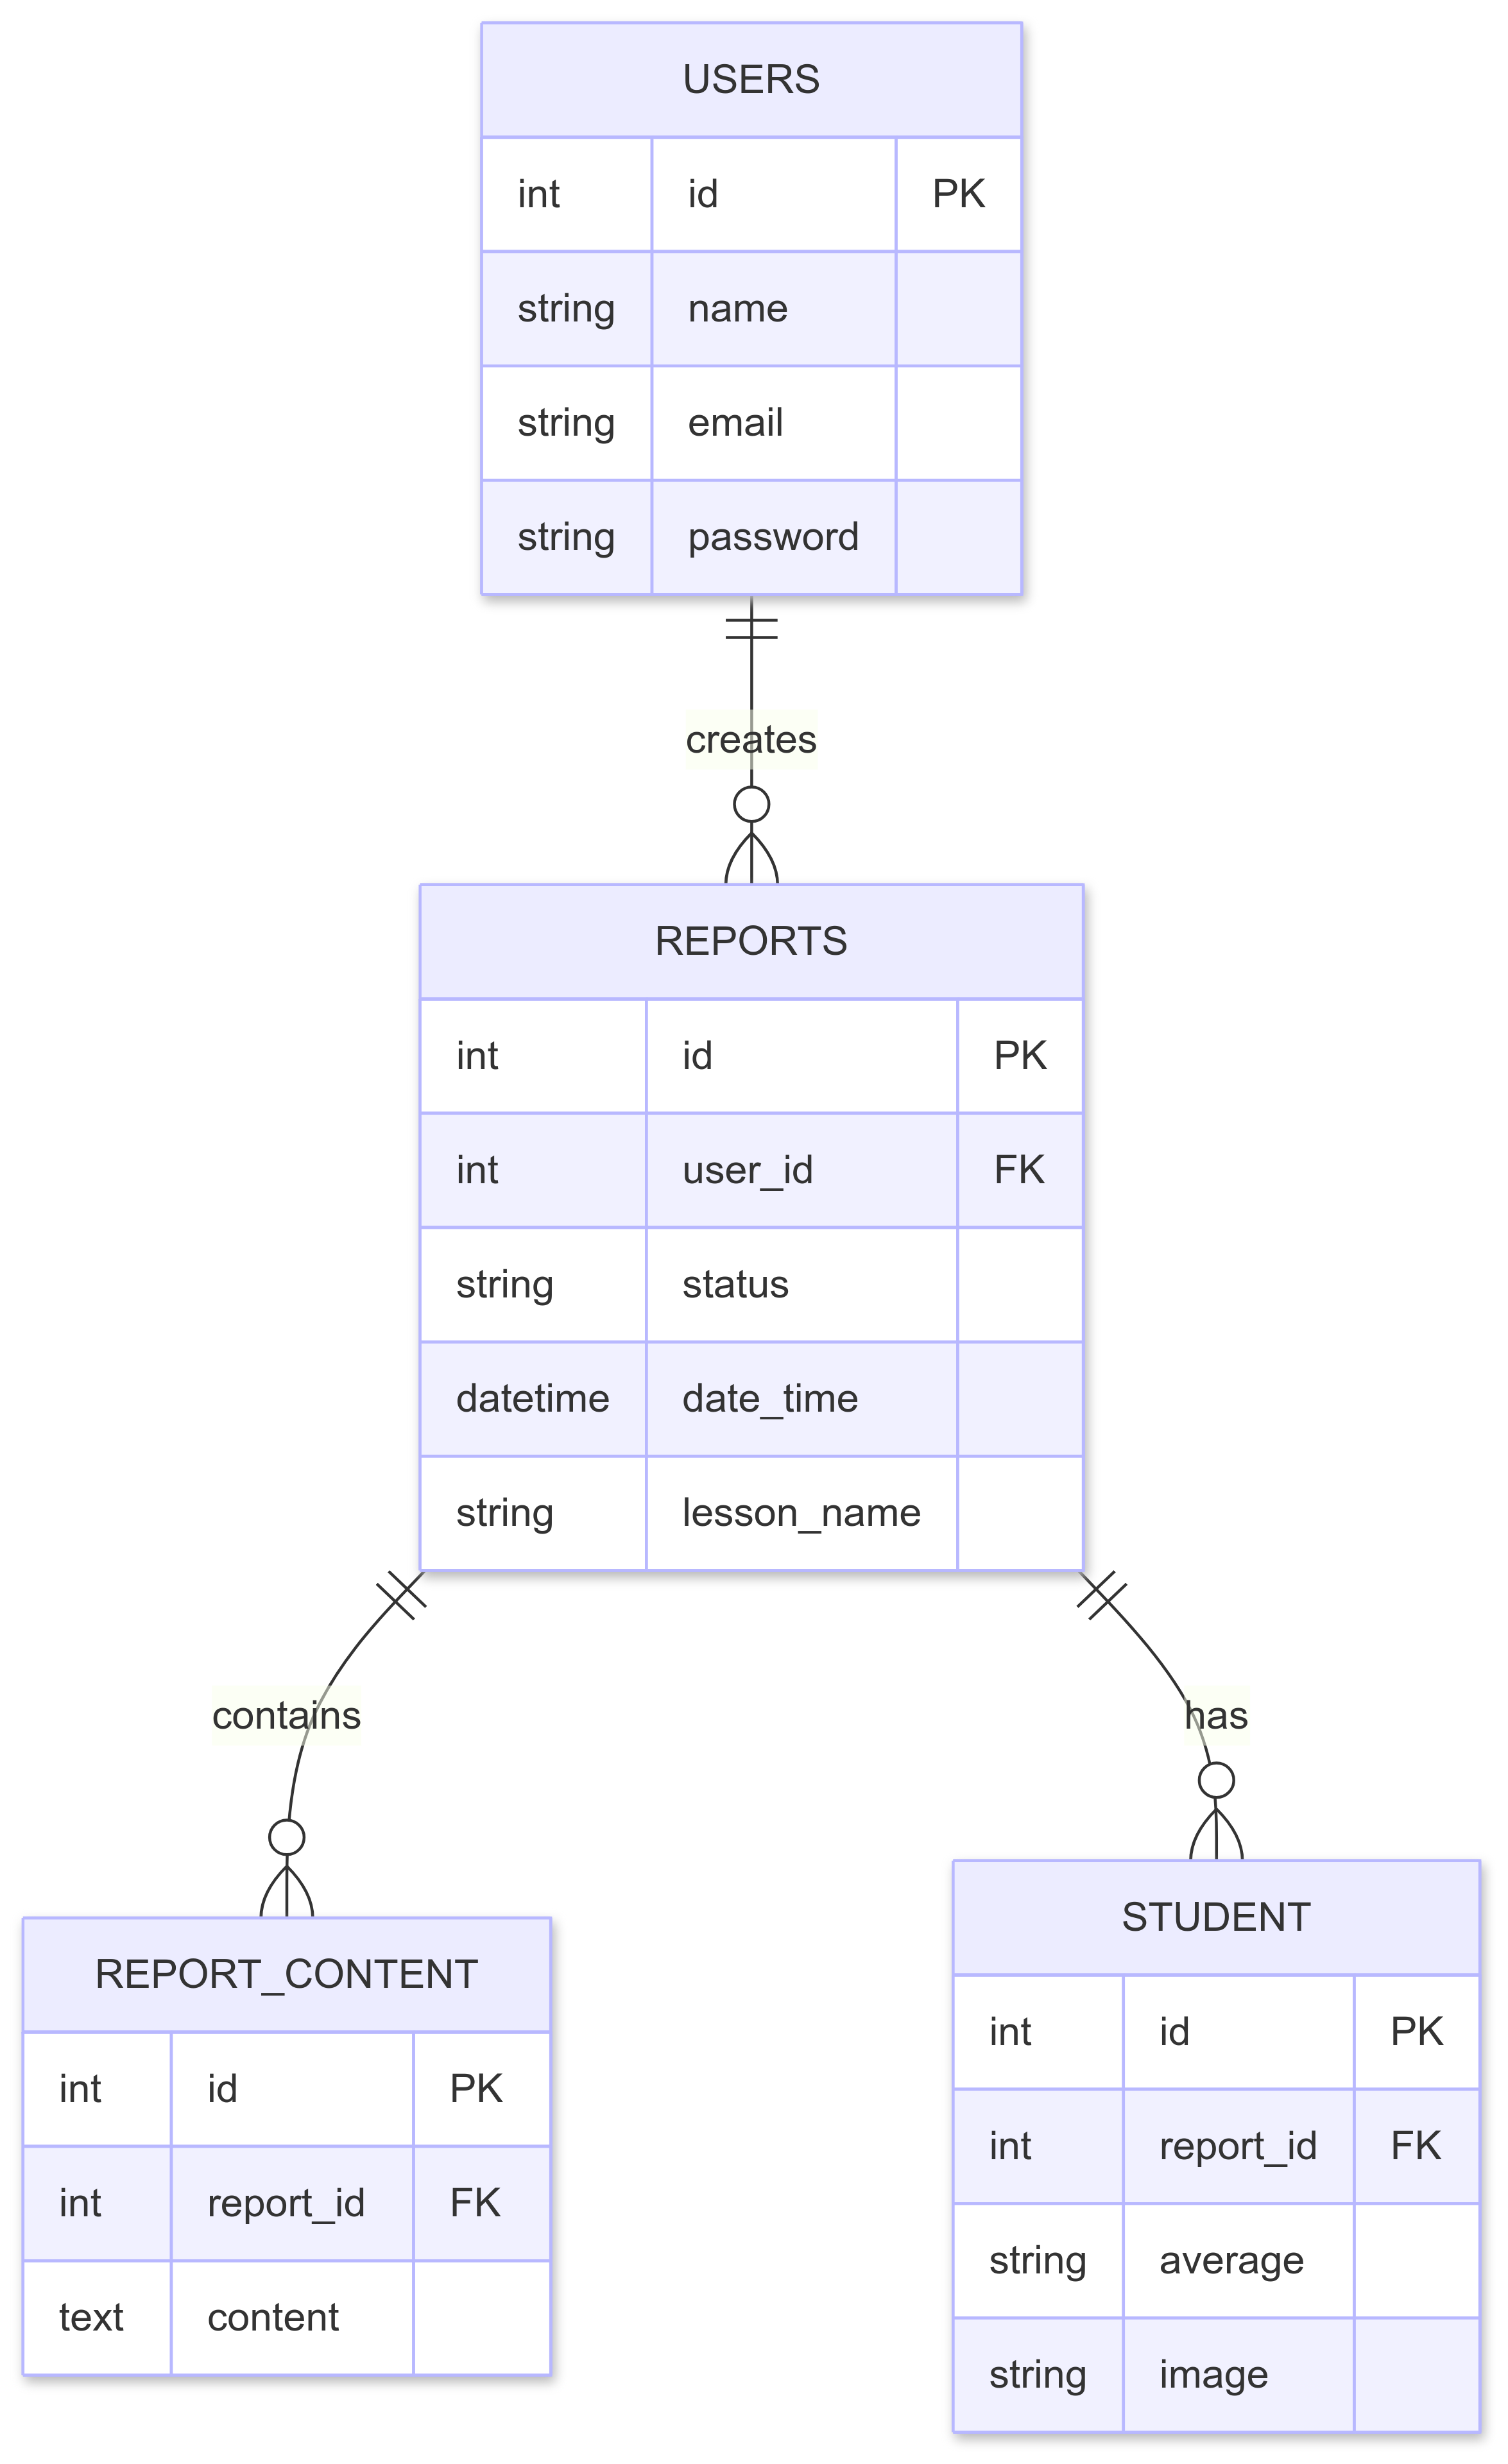 USERS
int id PK
string name
string email
string password
creates
REPORTS
int id PK
int user_id FK
string status
datetime date_time
string lesson_name
contains
has
REPORT_CONTENT
int id PK
int report_id FK
text content
STUDENT
int id PK
int report_id FK
string average
string image